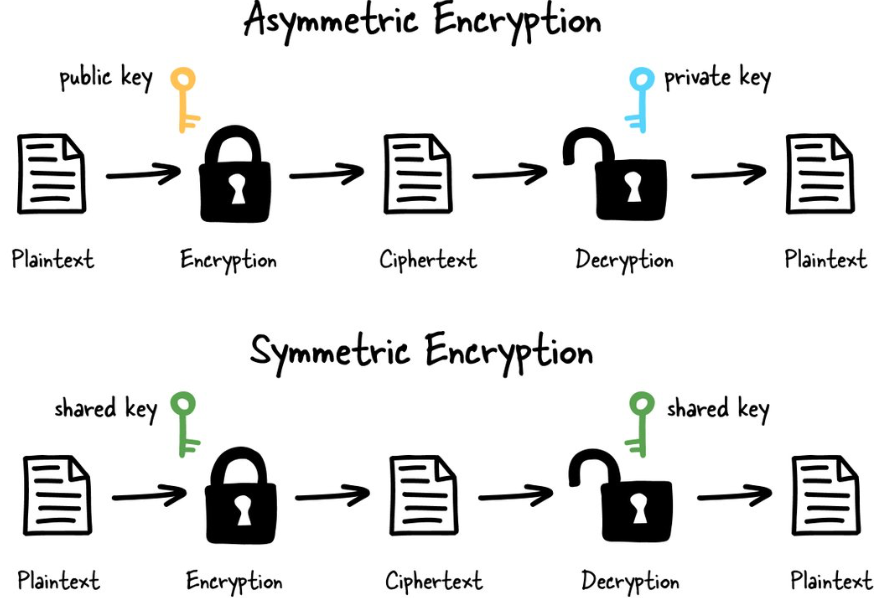 Asymmetric Encryption
public key
private key
Plaintext
Encryption
Ciphertext
Decryption
Plaintext
Symmetric Encryption
shared key
shared key
Plaintext
Encryption
Ciphertext
Decryption
Plaintext